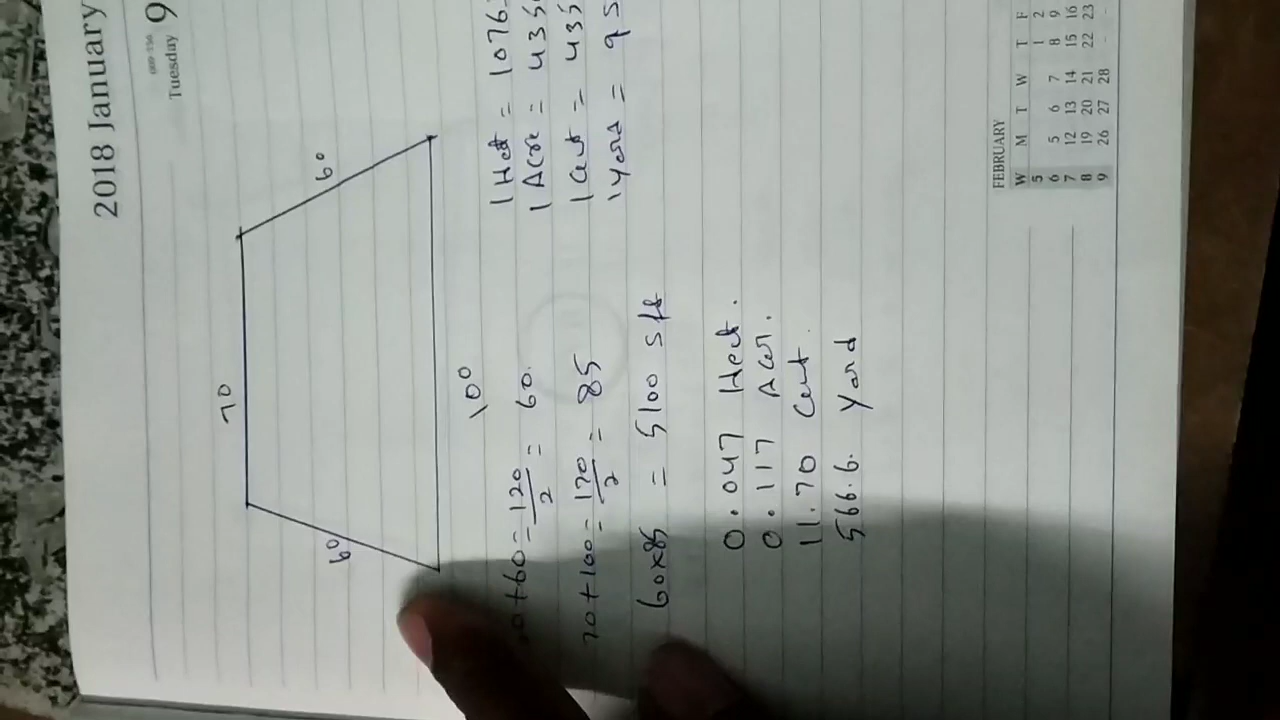 2018 January
009-356
Tuesday 9
70
60
60
100
60+60 = 120/2 = 60.
70+100 = 170/2 = 85
60x85 = 5100 sft
1 Hect = 1076
1 Acre = 435
1 Cent = 435
1 Yard = 9 s
0.047 Hect.
0.117 Acr.
11.70 Cent.
566.6. Yard
FEBRUARY
W M T W T F
5 1 2
6 5 6 7 8 9
7 12 13 14 15 16
8 19 20 21 22 23
9 26 27 28 - -